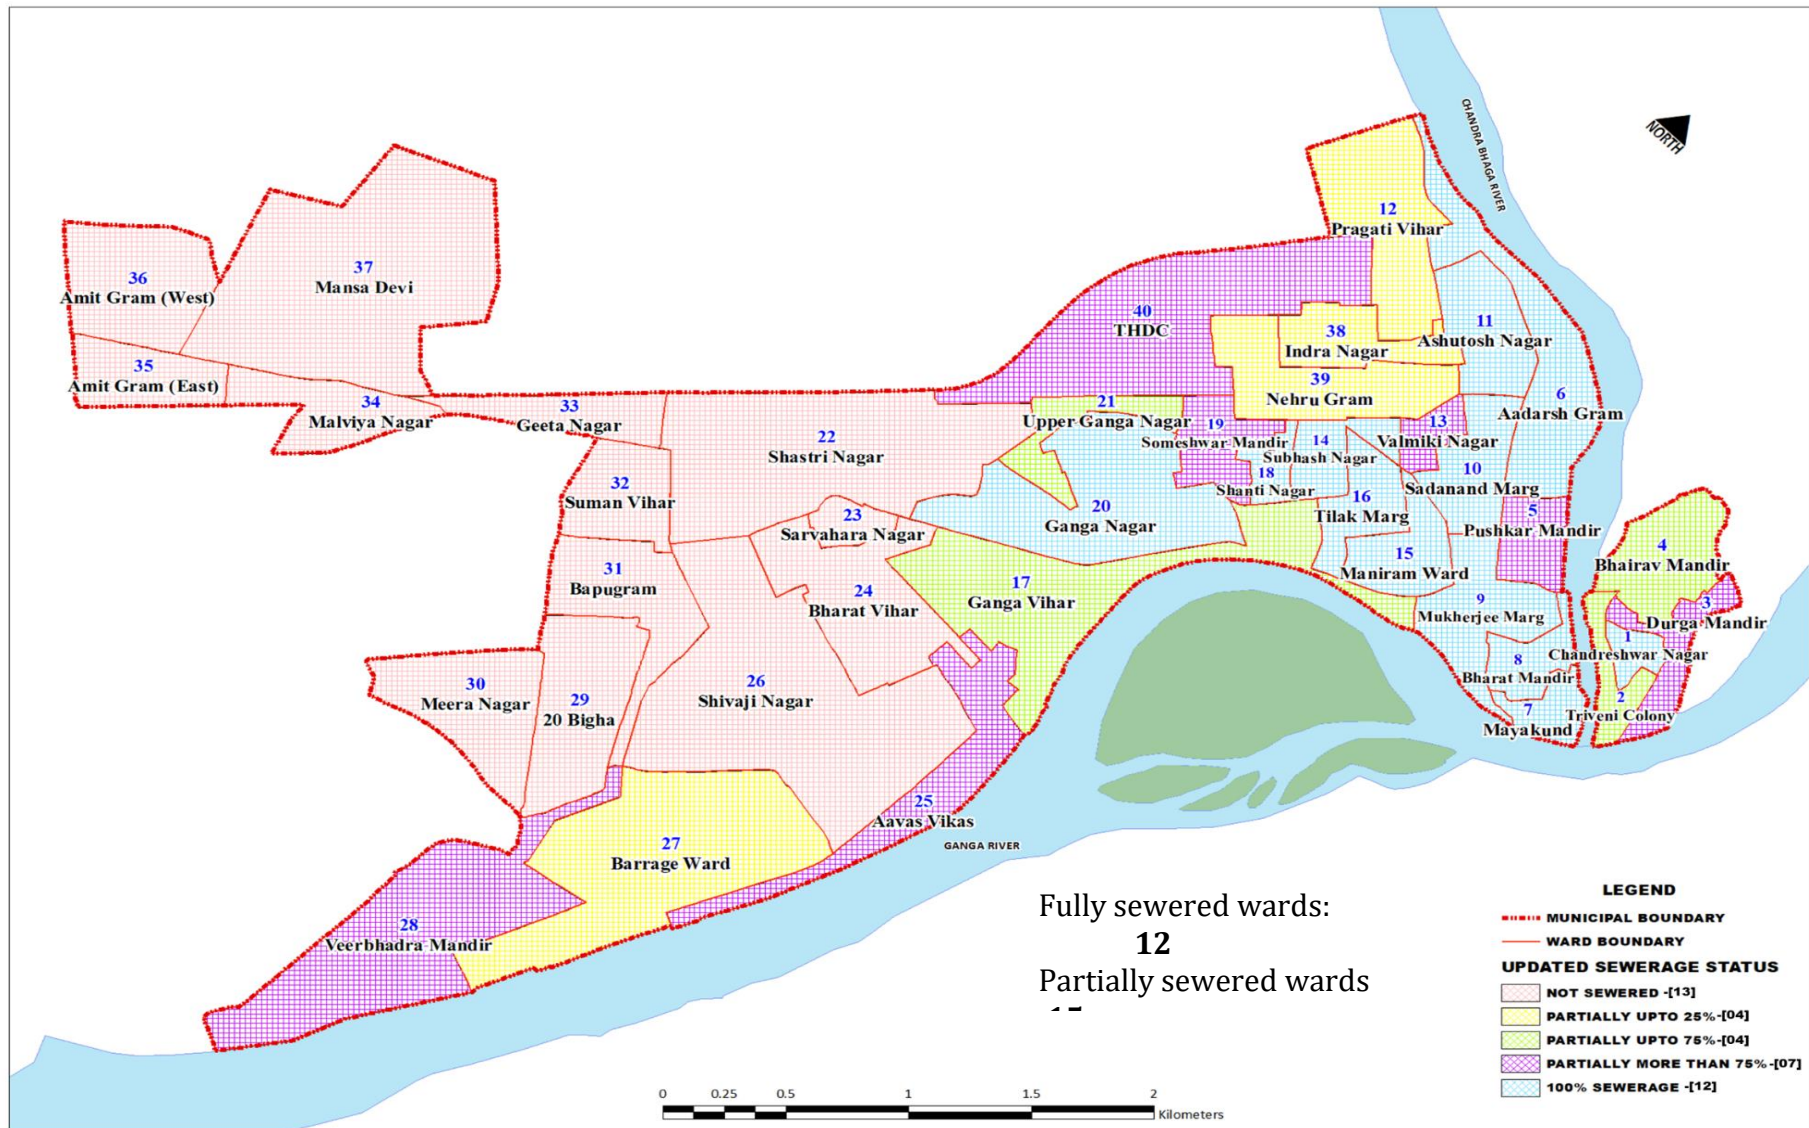 CHANDRA BHAGA RIVER
NORTH
12
Pragati Vihar
36
Amit Gram (West)
37
Mansa Devi
40
THDC
38
Indra Nagar
11
Ashutosh Nagar
35
Amit Gram (East)
39
Nehru Gram
6
Aadarsh Gram
34
Malviya Nagar
33
Geeta Nagar
21
Upper Ganga Nagar
19
Someshwar Mandir
14
Subhash Nagar
13
Valmiki Nagar
22
Shastri Nagar
18
Shanti Nagar
10
Sadanand Marg
32
Suman Vihar
23
Sarvahara Nagar
20
Ganga Nagar
16
Tilak Marg
5
Pushkar Mandir
4
Bhairav Mandir
31
Bapugram
24
Bharat Vihar
17
Ganga Vihar
15
Maniram Ward
9
Mukherjee Marg
3
Durga Mandir
1
Chandreshwar Nagar
30
Meera Nagar
29
20 Bigha
26
Shivaji Nagar
8
Bharat Mandir
2
Triveni Colony
7
Mayakund
25
Aavas Vikas
27
Barrage Ward
GANGA RIVER
28
Veerbhadra Mandir
Fully sewered wards:
12
Partially sewered wards
LEGEND
MUNICIPAL BOUNDARY
WARD BOUNDARY
UPDATED SEWERAGE STATUS
NOT SEWERED -[13]
PARTIALLY UPTO 25%-[04]
PARTIALLY UPTO 75%-[04]
PARTIALLY MORE THAN 75%-[07]
100% SEWERAGE -[12]
0 0.25 0.5 1 1.5 2
Kilometers